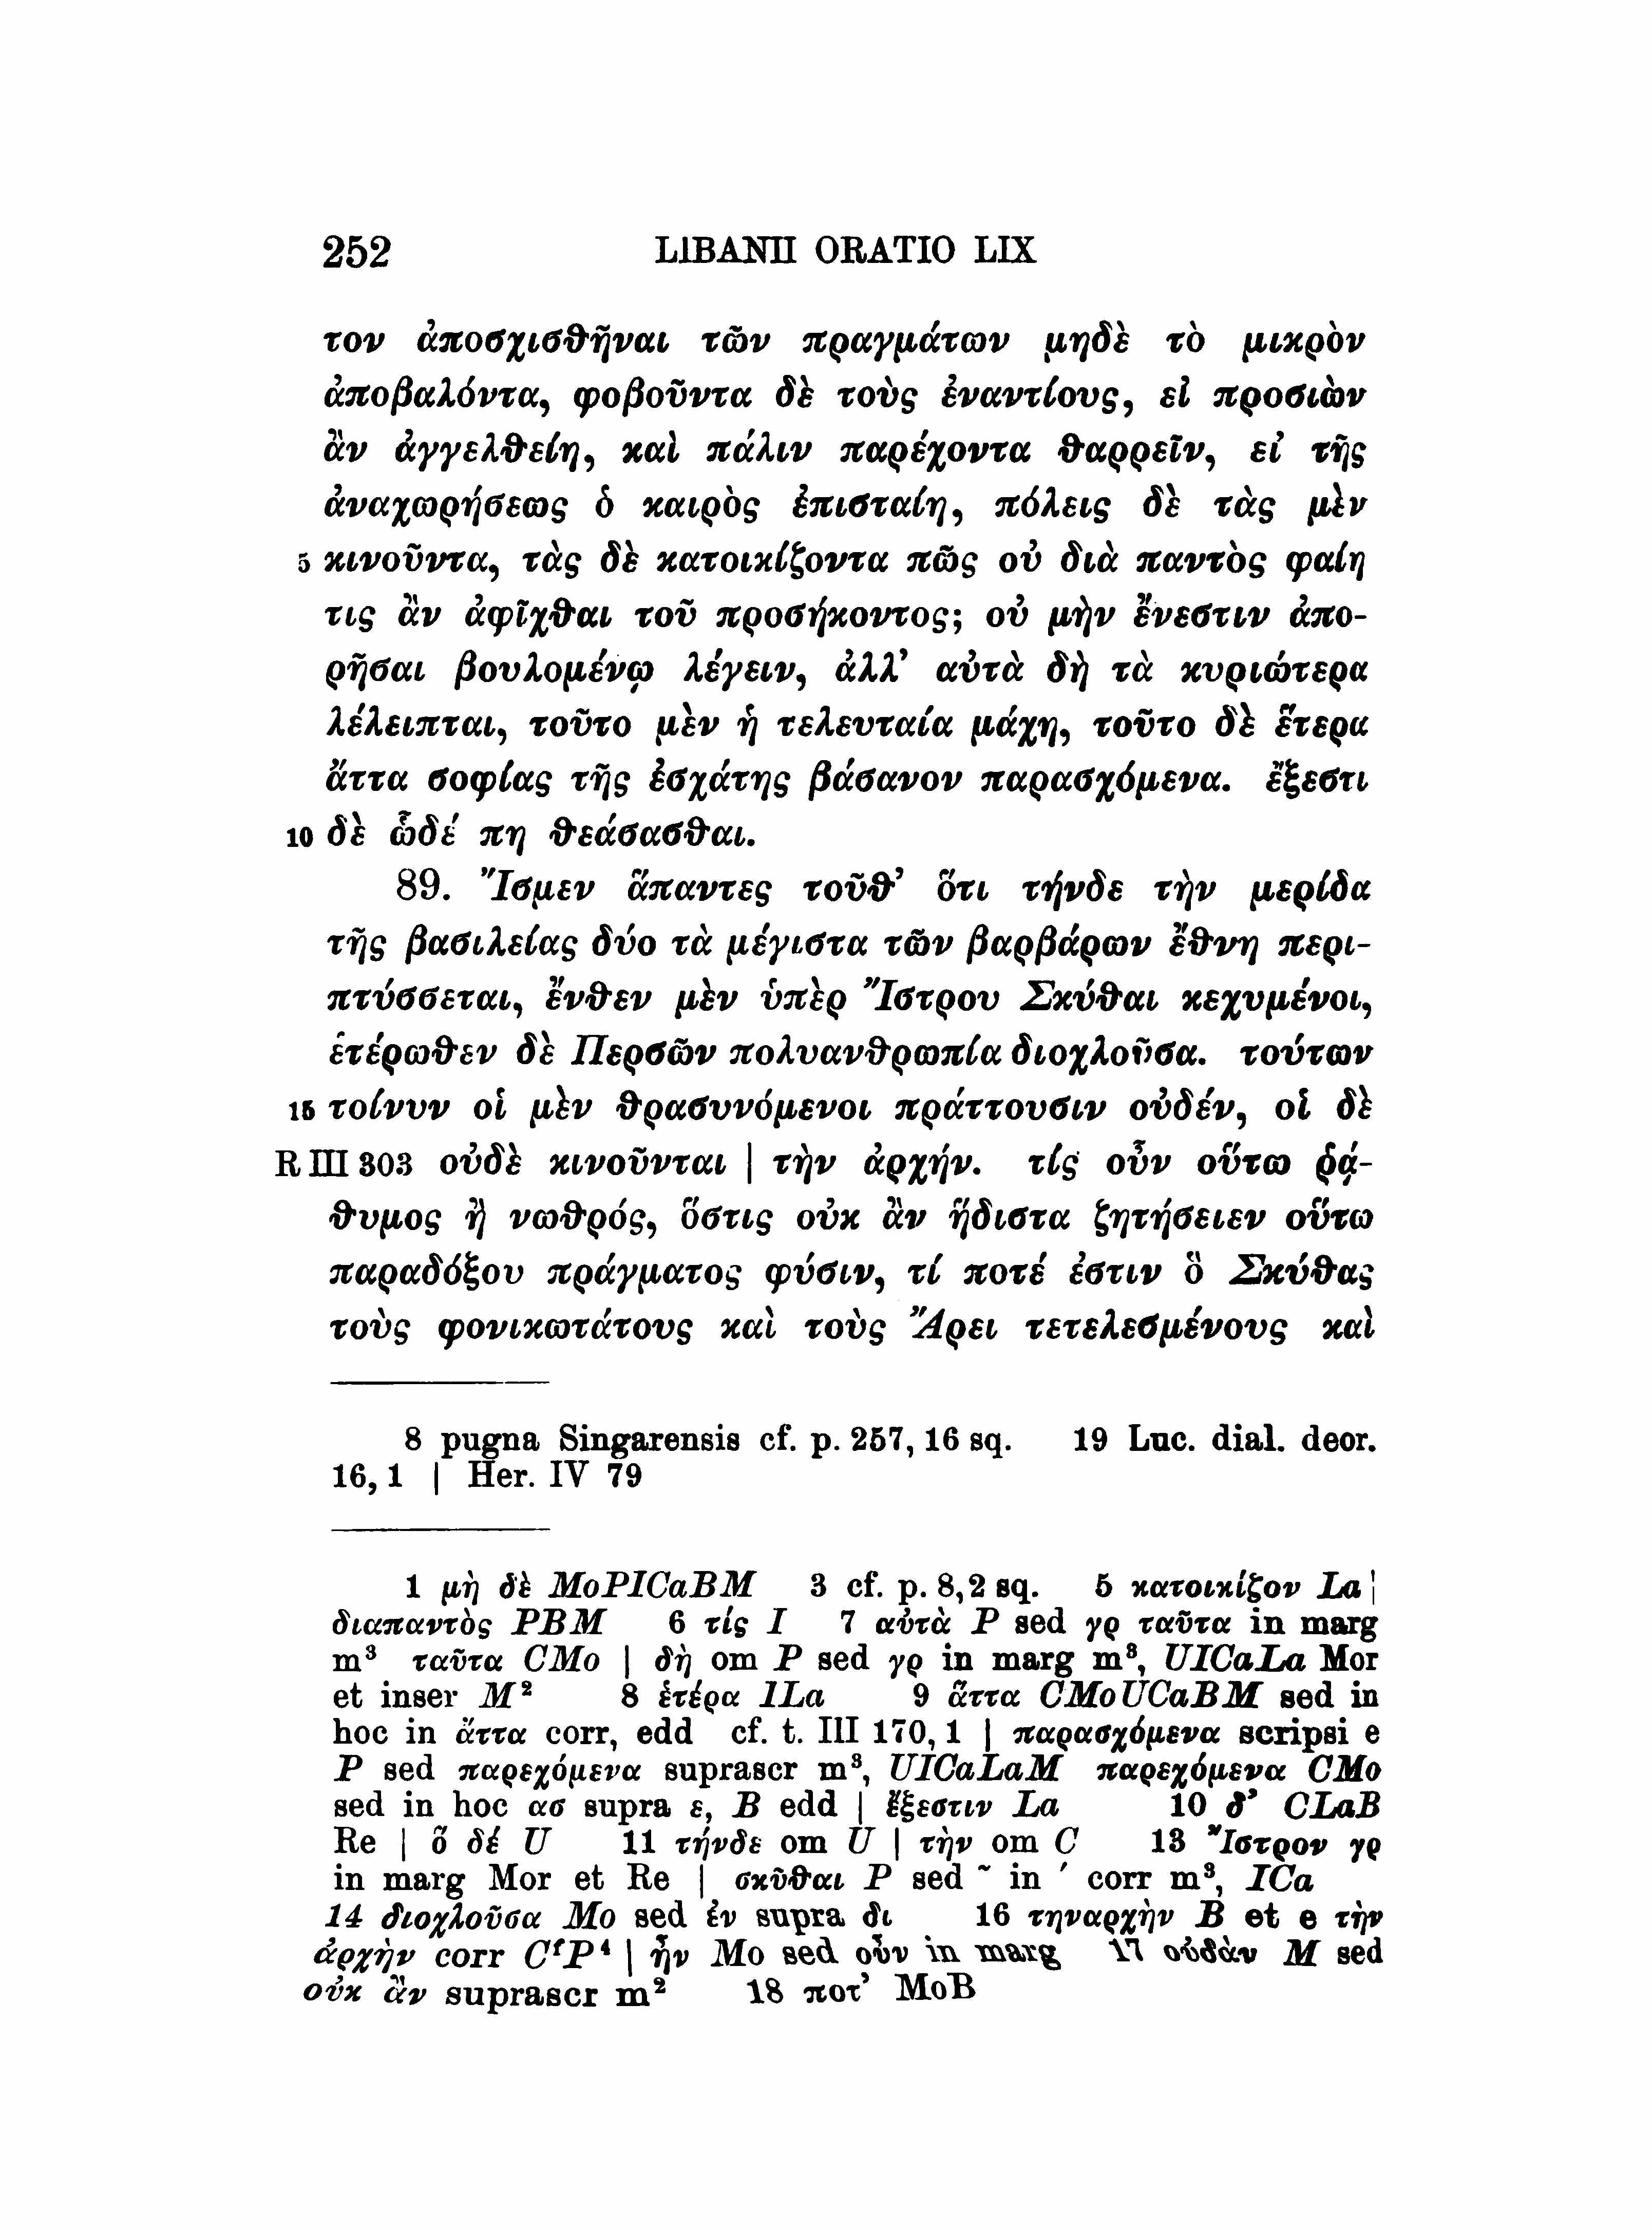 252 LIBANII ORATIO LIX
τον ἀποσχισθῆναι τῶν πραγμάτων μηδὲ τὸ μικρὸν
ἀποβαλόντα, φοβοῦντα δὲ τοὺς ἐναντίους, εἰ προσιὼν
ἂν ἀγγελθείη, καὶ πάλιν παρέχοντα θαρρεῖν, εἰ τῆς
ἀναχωρήσεως ὁ καιρὸς ἐπισταίη, πόλεις δὲ τὰς μὲν
5 κινοῦντα, τὰς δὲ κατοικίζοντα πῶς οὐ διὰ παντὸς φαίη
τις ἂν ἀφῖχθαι τοῦ προσήκοντος; οὐ μὴν ἔνεστιν ἀπο-
ρῆσαι βουλομένῳ λέγειν, ἀλλ’ αὐτὰ δὴ τὰ κυριώτερα
λέλειπται, τοῦτο μὲν ἡ τελευταία μάχη, τοῦτο δὲ ἕτερα
ἄττα σοφίας τῆς ἐσχάτης βάσανον παρασχόμενα. ἔξεστι
10 δὲ ὧδέ πη θεάσασθαι.
89. Ἴσμεν ἅπαντες τοῦθ’ ὅτι τήνδε τὴν μερίδα
τῆς βασιλείας δύο τὰ μέγιστα τῶν βαρβάρων ἔθνη περι-
πτύσσεται, ἔνθεν μὲν ὑπὲρ Ἴστρου Σκύθαι κεχυμένοι,
ἑτέρωθεν δὲ Περσῶν πολυανθρωπία διοχλοῦσα. τούτων
15 τοίνυν οἱ μὲν θρασυνόμενοι πράττουσιν οὐδέν, οἱ δὲ
R III 303 οὐδὲ κινοῦνται | τὴν ἀρχήν. τίς οὖν οὕτω ῥᾴ-
θυμος ἢ νωθρός, ὅστις οὐκ ἂν ἥδιστα ζητήσειεν οὕτω
παραδόξου πράγματος φύσιν, τί ποτέ ἐστιν ὃ Σκύθας
τοὺς φονικωτάτους καὶ τοὺς Ἄρει τετελεσμένους καὶ
8 pugna Singarensis cf. p. 257, 16 sq. 19 Luc. dial. deor.
16, 1 | Her. IV 79
1 μὴ δὲ MoPICaBM 3 cf. p. 8, 2 sq. 5 κατοικίζον La |
διαπαντὸς PBM 6 τίς I 7 αὐτὰ P sed γρ ταῦτα in marg
m³ ταῦτα CMo | δὴ om P sed γρ in marg m³, UICaLa Mor
et inser M² 8 ἑτέρα ILa 9 ἅττα CMoUCaBM sed in
hoc in ἄττα corr, edd cf. t. III 170, 1 | παρασχόμενα scripsi e
P sed παρεχόμενα suprascr m³, UICaLaM παρεχόμενα CMo
sed in hoc ασ supra ε, B edd | ἔξεστιν La 10 δ’ CLaB
Re | ὅ δέ U 11 τήνδε om U | τὴν om C 13 Ἴστρον γρ
in marg Mor et Re | σκῦθαι P sed ῀ in ´ corr m³, ICa
14 διοχλοῦσα Mo sed ἐν supra δι 16 τηναρχὴν B et e τὴν
ἀρχὴν corr C⁠ᶠP⁴ | ἦν Mo sed οὖν in marg 17 οὐδὰν M sed
οὐκ ἂν suprascr m² 18 ποτ’ MoB